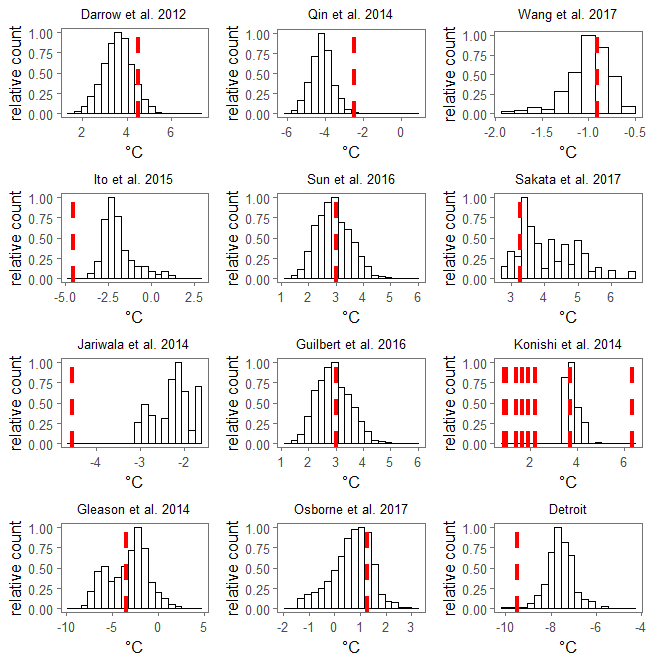 Darrow et al. 2012 Qin et al. 2014 Wang et al. 2017
relative count 1.00 0.75 0.50 0.25 0.00 relative count 1.00 0.75 0.50 0.25 0.00 relative count 1.00 0.75 0.50 0.25 0.00
2 4 6 -6 -4 -2 0 -2.0 -1.5 -1.0 -0.5
°C °C °C
Ito et al. 2015 Sun et al. 2016 Sakata et al. 2017
relative count 1.00 0.75 0.50 0.25 0.00 relative count 1.00 0.75 0.50 0.25 0.00 relative count 1.00 0.75 0.50 0.25 0.00
-5.0 -2.5 0.0 2.5 1 2 3 4 5 6 3 4 5 6
°C °C °C
Jariwala et al. 2014 Guilbert et al. 2016 Konishi et al. 2014
relative count 1.00 0.75 0.50 0.25 0.00 relative count 1.00 0.75 0.50 0.25 0.00 relative count 1.00 0.75 0.50 0.25 0.00
-4 -3 -2 1 2 3 4 5 6 2 4 6
°C °C °C
Gleason et al. 2014 Osborne et al. 2017 Detroit
relative count 1.00 0.75 0.50 0.25 0.00 relative count 1.00 0.75 0.50 0.25 0.00 relative count 1.00 0.75 0.50 0.25 0.00
-10 -5 0 5 -2 -1 0 1 2 3 -10 -8 -6 -4
°C °C °C